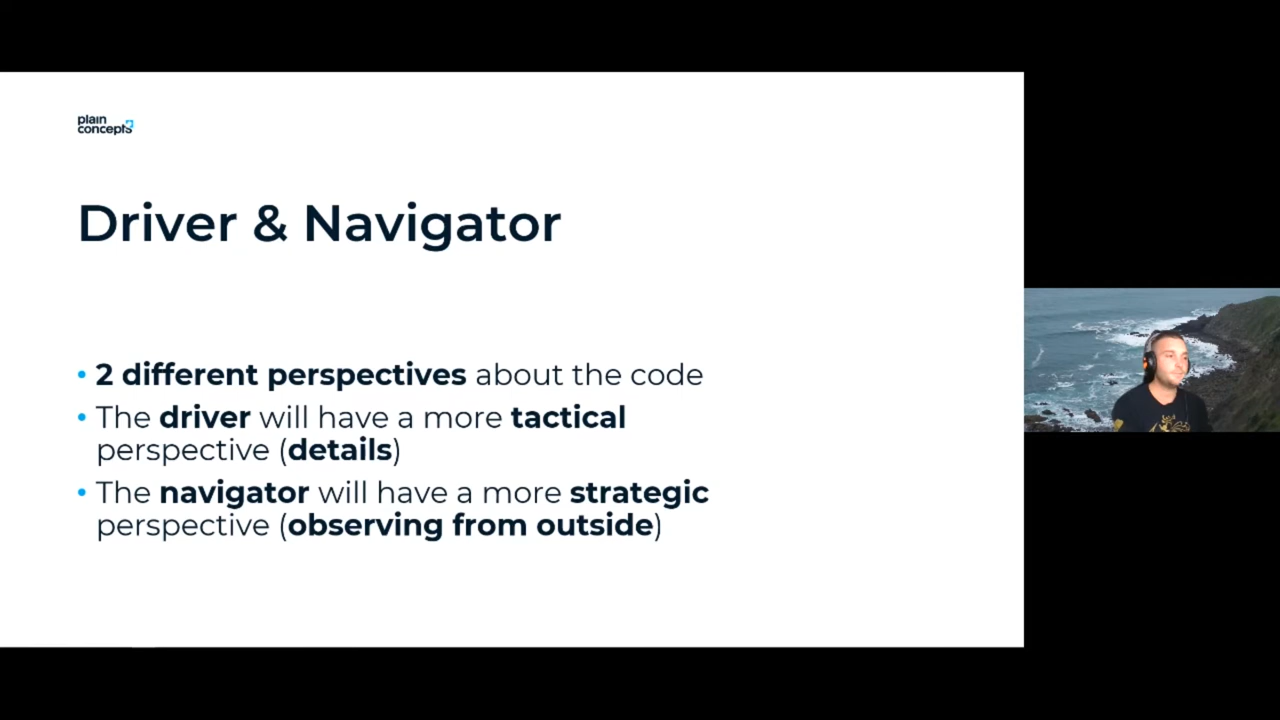 plain
concepts
Driver & Navigator
• 2 different perspectives about the code
• The driver will have a more tactical
perspective (details)
• The navigator will have a more strategic
perspective (observing from outside)